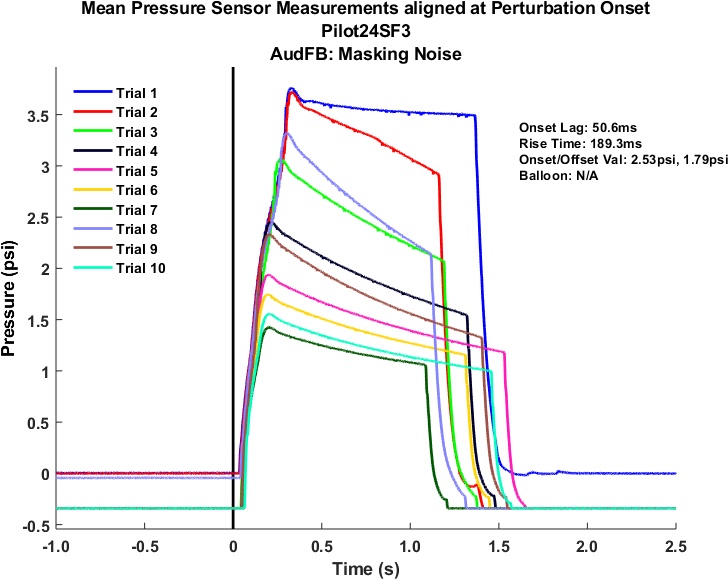 Mean Pressure Sensor Measurements aligned at Perturbation Onset
Pilot24SF3
AudFB: Masking Noise
Trial 1
Trial 2
Trial 3
Trial 4
Trial 5
Trial 6
Trial 7
Trial 8
Trial 9
Trial 10
Onset Lag: 50.6ms
Rise Time: 189.3ms
Onset/Offset Val: 2.53psi, 1.79psi
Balloon: N/A
Pressure (psi)
3.5
3
2.5
2
1.5
1
0.5
0
-0.5
-1.0
-0.5
0
0.5
1.0
1.5
2.0
2.5
Time (s)